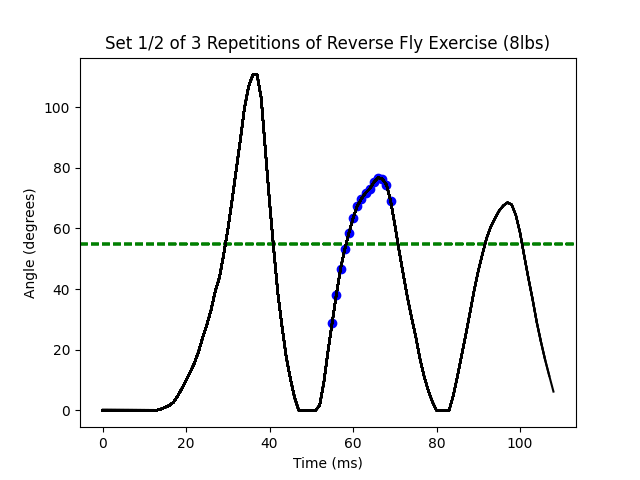 Set 1/2 of 3 Repetitions of Reverse Fly Exercise (8lbs)
100
80
60
40
20
0
Angle (degrees)
0 20 40 60 80 100
Time (ms)